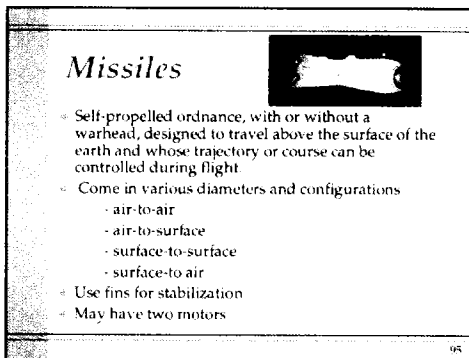 Missiles
Self-propelled ordnance, with or without a
warhead, designed to travel above the surface of the
earth and whose trajectory or course can be
controlled during flight.
Come in various diameters and configurations
- air-to-air
- air-to-surface
- surface-to-surface
- surface-to air
Use fins for stabilization
May have two motors
95